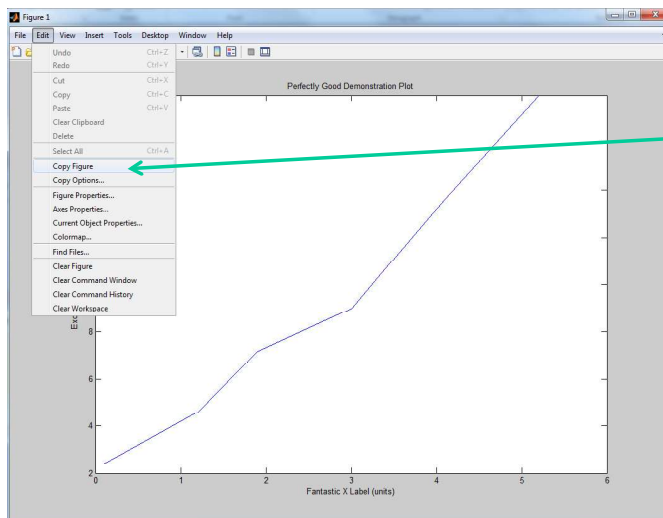 Figure 1
File Edit View Insert Tools Desktop Window Help
Undo Ctrl+Z
Redo Ctrl+Y
Cut Ctrl+X
Copy Ctrl+C
Paste Ctrl+V
Clear Clipboard
Delete
Select All Ctrl+A
Copy Figure
Copy Options...
Figure Properties...
Axes Properties...
Current Object Properties...
Colormap...
Find Files...
Clear Figure
Clear Command Window
Clear Command History
Clear Workspace
Perfectly Good Demonstration Plot
8
6
4
2
0 1 2 3 4 5 6
Fantastic X Label (units)